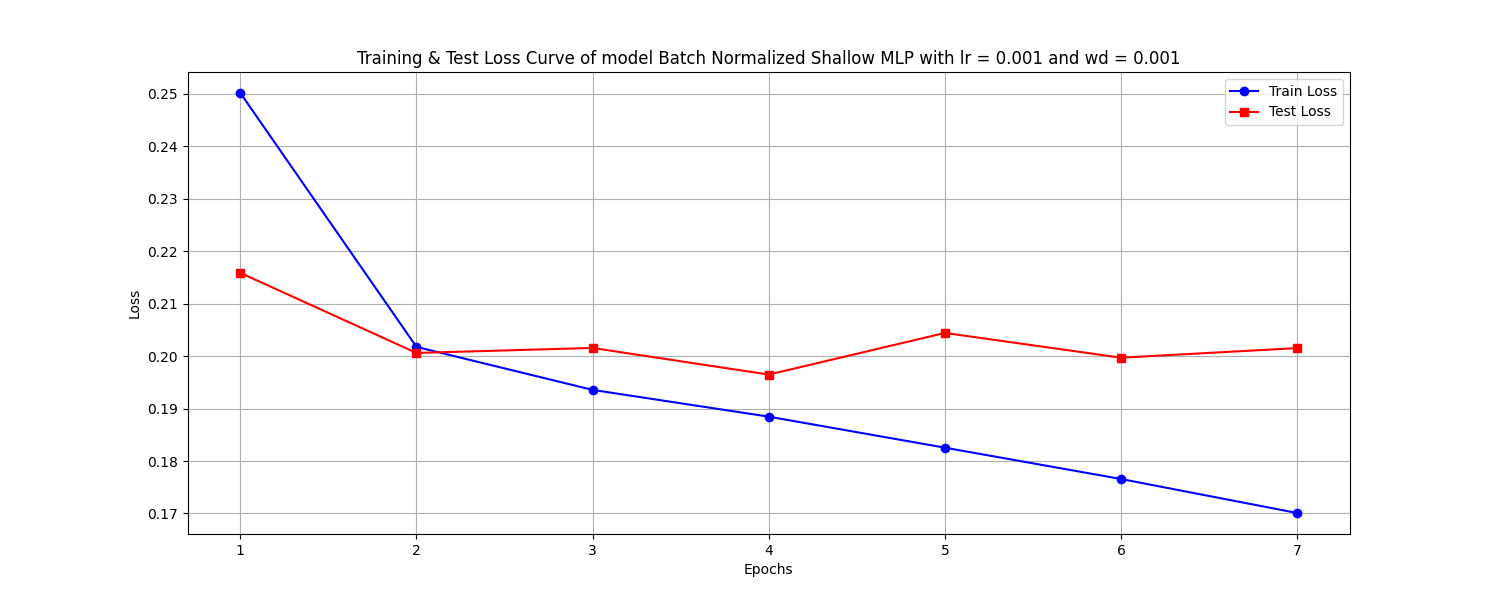 Training & Test Loss Curve of model Batch Normalized Shallow MLP with lr = 0.001 and wd = 0.001
Train Loss
Test Loss
Loss
0.25
0.24
0.23
0.22
0.21
0.20
0.19
0.18
0.17
1 2 3 4 5 6 7
Epochs